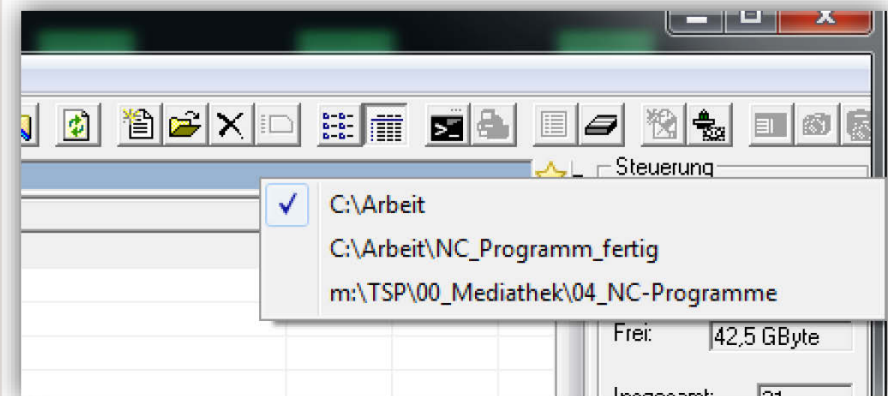 Steuerung
C:\Arbeit
C:\Arbeit\NC_Programm_fertig
m:\TSP\00_Mediathek\04_NC-Programme
Frei: 42,5 GByte